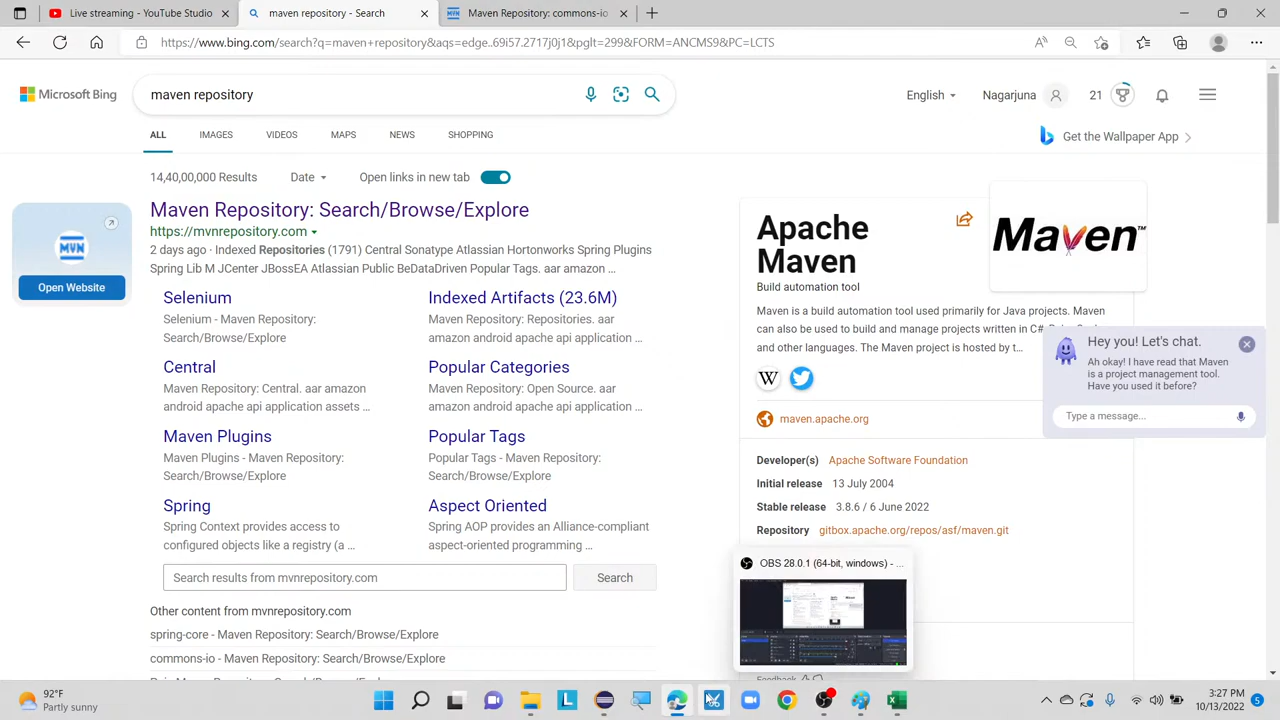 Live streaming - YouTube Studio
maven repository - Search
Maven Repository: commons-io
https://www.bing.com/search?q=maven+repository&aqs=edge..69i57.2717j0j1&pglt=299&FORM=ANCMS9&PC=LCTS
Microsoft Bing
maven repository
English
Nagarjuna
21
ALL
IMAGES
VIDEOS
MAPS
NEWS
SHOPPING
Get the Wallpaper App
14,40,00,000 Results
Date
Open links in new tab
MVN
Open Website
Maven Repository: Search/Browse/Explore
https://mvnrepository.com
2 days ago · Indexed Repositories (1791) Central Sonatype Atlassian Hortonworks Spring Plugins
Spring Lib M JCenter JBossEA Atlassian Public BeDataDriven Popular Tags. aar amazon ...
Selenium
Selenium - Maven Repository:
Search/Browse/Explore
Indexed Artifacts (23.6M)
Maven Repository: Repositories. aar
amazon android apache api application ...
Central
Maven Repository: Central. aar amazon
android apache api application assets ...
Popular Categories
Maven Repository: Open Source. aar
amazon android apache api application ...
Maven Plugins
Maven Plugins - Maven Repository:
Search/Browse/Explore
Popular Tags
Popular Tags - Maven Repository:
Search/Browse/Explore
Spring
Spring Context provides access to
configured objects like a registry (a ...
Aspect Oriented
Spring AOP provides an Alliance-compliant
aspect-oriented programming ...
Search results from mvnrepository.com
Search
er content from mvnrepository.com
ing core - Maven Repository: Search/Browse/Explore
- Maven Repository: Search/Browse/Explore
Apache
Maven
Maven™
Build automation tool
Maven is a build automation tool used primarily for Java projects. Maven
can also be used to build and manage projects written in C#,
and other languages. The Maven project is hosted by t...
W
maven.apache.org
Developer(s) Apache Software Foundation
Initial release 13 July 2004
Stable release 3.8.6 / 6 June 2022
Repository gitbox.apache.org/repos/asf/maven.git
Hey you! Let's chat.
Ah okay! I have read that Maven
is a project management tool.
Have you used it before?
Type a message...
OBS 28.0.1 (64-bit, windows) - ...
Feedback
92°F
Partly sunny
3:27 PM
10/13/2022
5